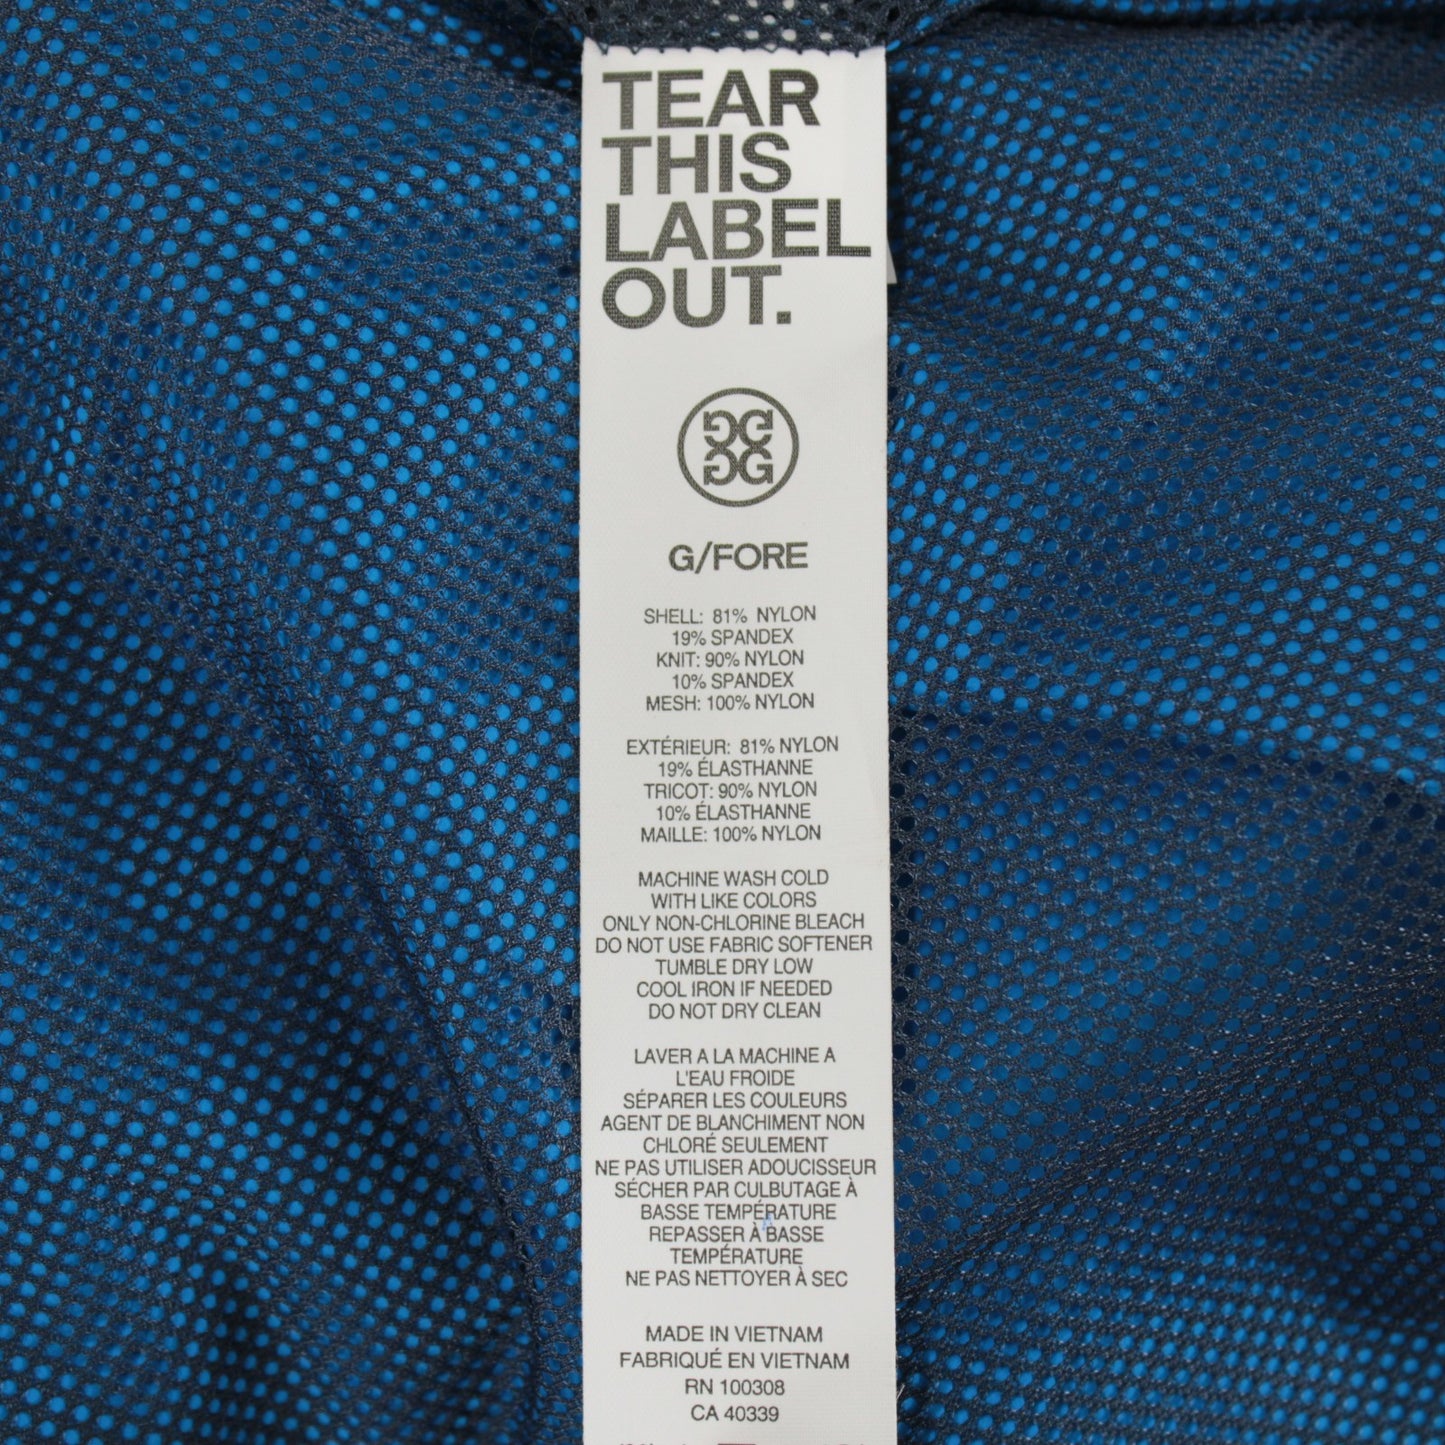 TEAR
THIS
LABEL
OUT.
G/FORE
SHELL: 81% NYLON
19% SPANDEX
KNIT: 90% NYLON
10% SPANDEX
MESH: 100% NYLON
EXTÉRIEUR: 81% NYLON
19% ÉLASTHANNE
TRICOT: 90% NYLON
10% ÉLASTHANNE
MAILLE: 100% NYLON
MACHINE WASH COLD
WITH LIKE COLORS
ONLY NON-CHLORINE BLEACH
DO NOT USE FABRIC SOFTENER
TUMBLE DRY LOW
COOL IRON IF NEEDED
DO NOT DRY CLEAN
LAVER A LA MACHINE A
L'EAU FROIDE
SÉPARER LES COULEURS
AGENT DE BLANCHIMENT NON
CHLORÉ SEULEMENT
NE PAS UTILISER ADOUCISSEUR
SÉCHER PAR CULBUTAGE À
BASSE TEMPÉRATURE
REPASSER À BASSE
TEMPÉRATURE
NE PAS NETTOYER À SEC
MADE IN VIETNAM
FABRIQUÉ EN VIETNAM
RN 100308
CA 40339